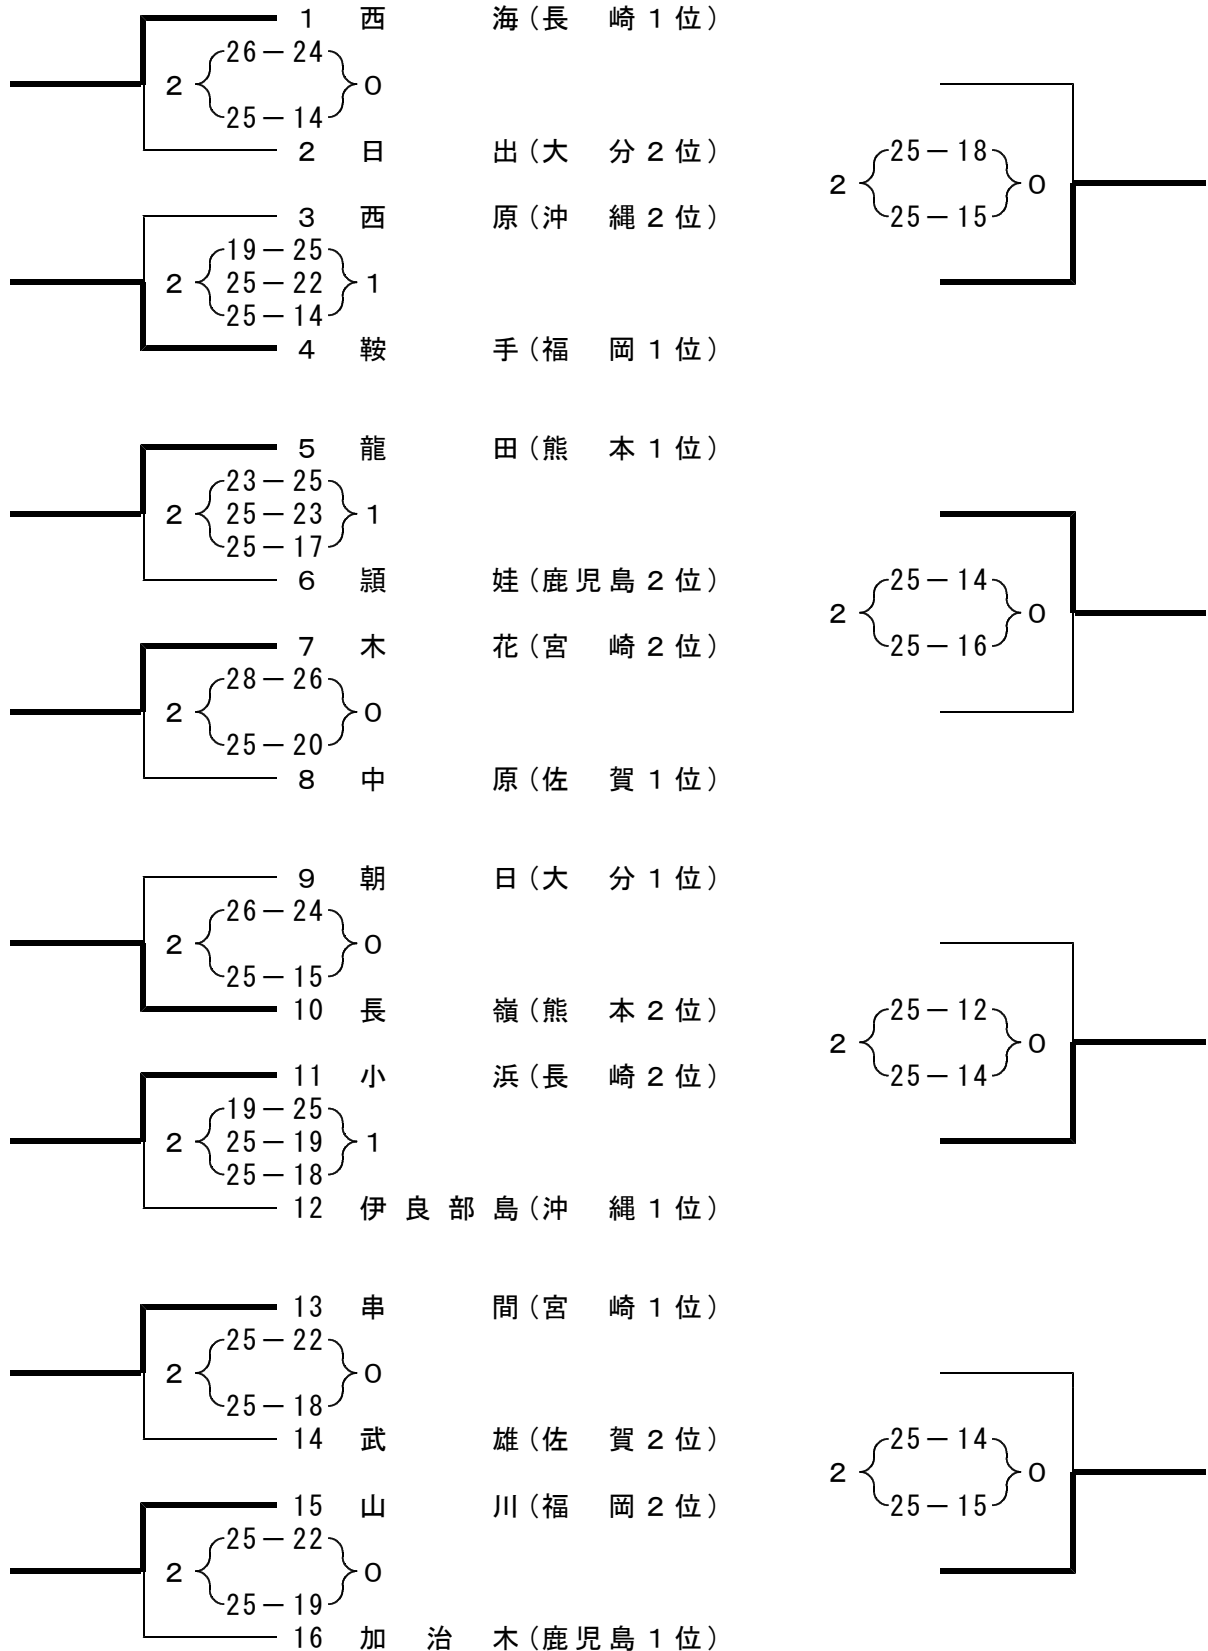 1 西 海(長 崎1位)
26－24
2 0
25－14
2 日 出(大 分2位)
25－18
2 0
25－15
3 西 原(沖 縄2位)
19－25
2 25－22 1
25－14
4 鞍 手(福 岡1位)
5 龍 田(熊 本1位)
23－25
2 25－23 1
25－17
6 頴 娃(鹿児島2位)
25－14
2 0
25－16
7 木 花(宮 崎2位)
28－26
2 0
25－20
8 中 原(佐 賀1位)
9 朝 日(大 分1位)
26－24
2 0
25－15
10 長 嶺(熊 本2位)
25－12
2 0
25－14
11 小 浜(長 崎2位)
19－25
2 25－19 1
25－18
12 伊良部島(沖 縄1位)
13 串 間(宮 崎1位)
25－22
2 0
25－18
14 武 雄(佐 賀2位)
25－14
2 0
25－15
15 山 川(福 岡2位)
25－22
2 0
25－19
16 加 治 木(鹿児島1位)